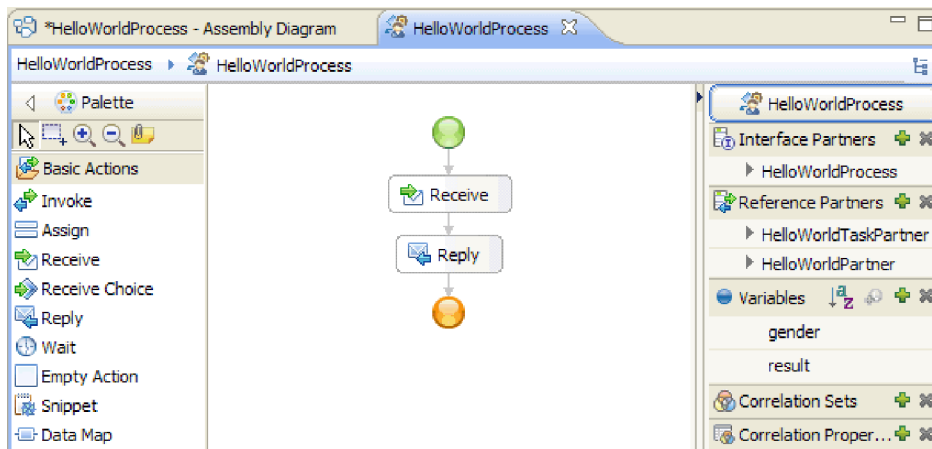 *HelloWorldProcess - Assembly Diagram
HelloWorldProcess
HelloWorldProcess
HelloWorldProcess
Palette
Basic Actions
Invoke
Assign
Receive
Receive Choice
Reply
Wait
Empty Action
Snippet
Data Map
Receive
Reply
HelloWorldProcess
Interface Partners
HelloWorldProcess
Reference Partners
HelloWorldTaskPartner
HelloWorldPartner
Variables
gender
result
Correlation Sets
Correlation Proper...